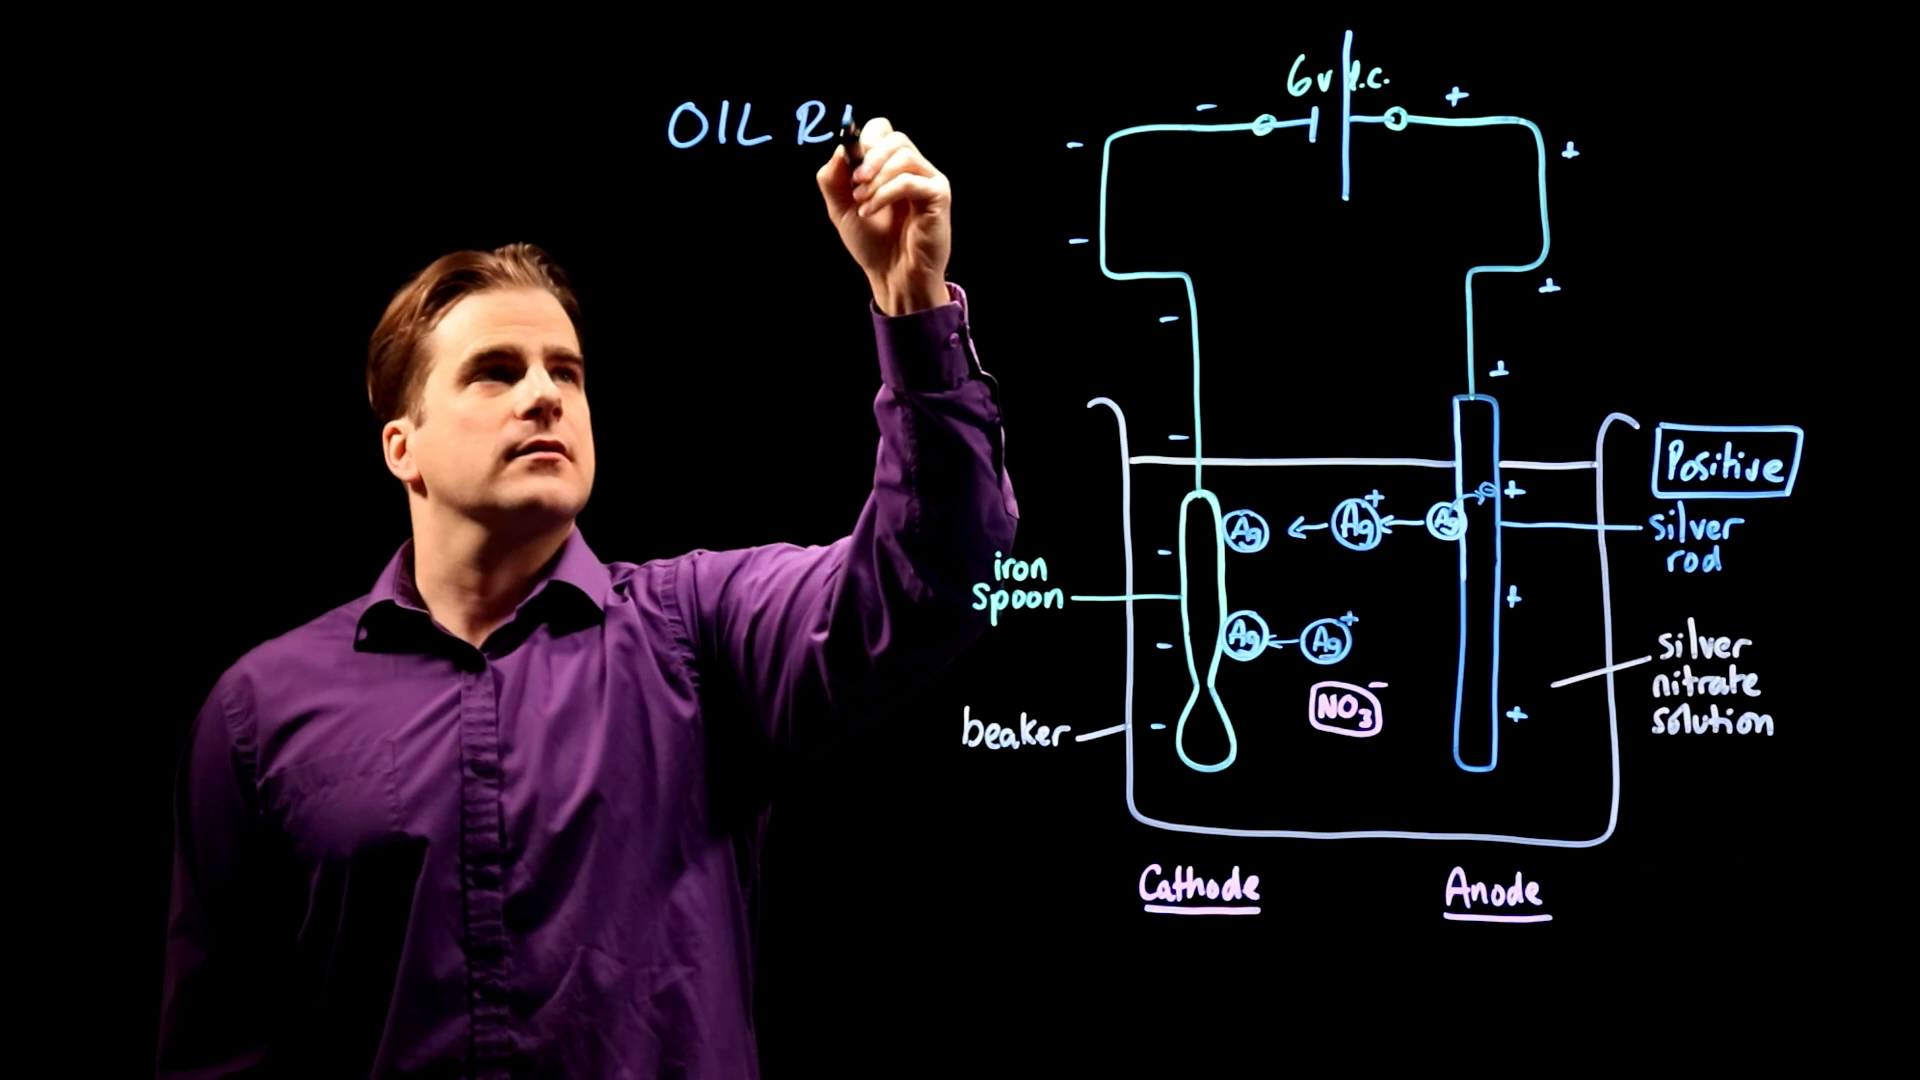 OIL RI
6v d.c.
Positive
silver
rod
Ag
Ag+
Ag
iron
spoon
Ag
Ag+
NO3-
silver
nitrate
solution
beaker
Cathode
Anode